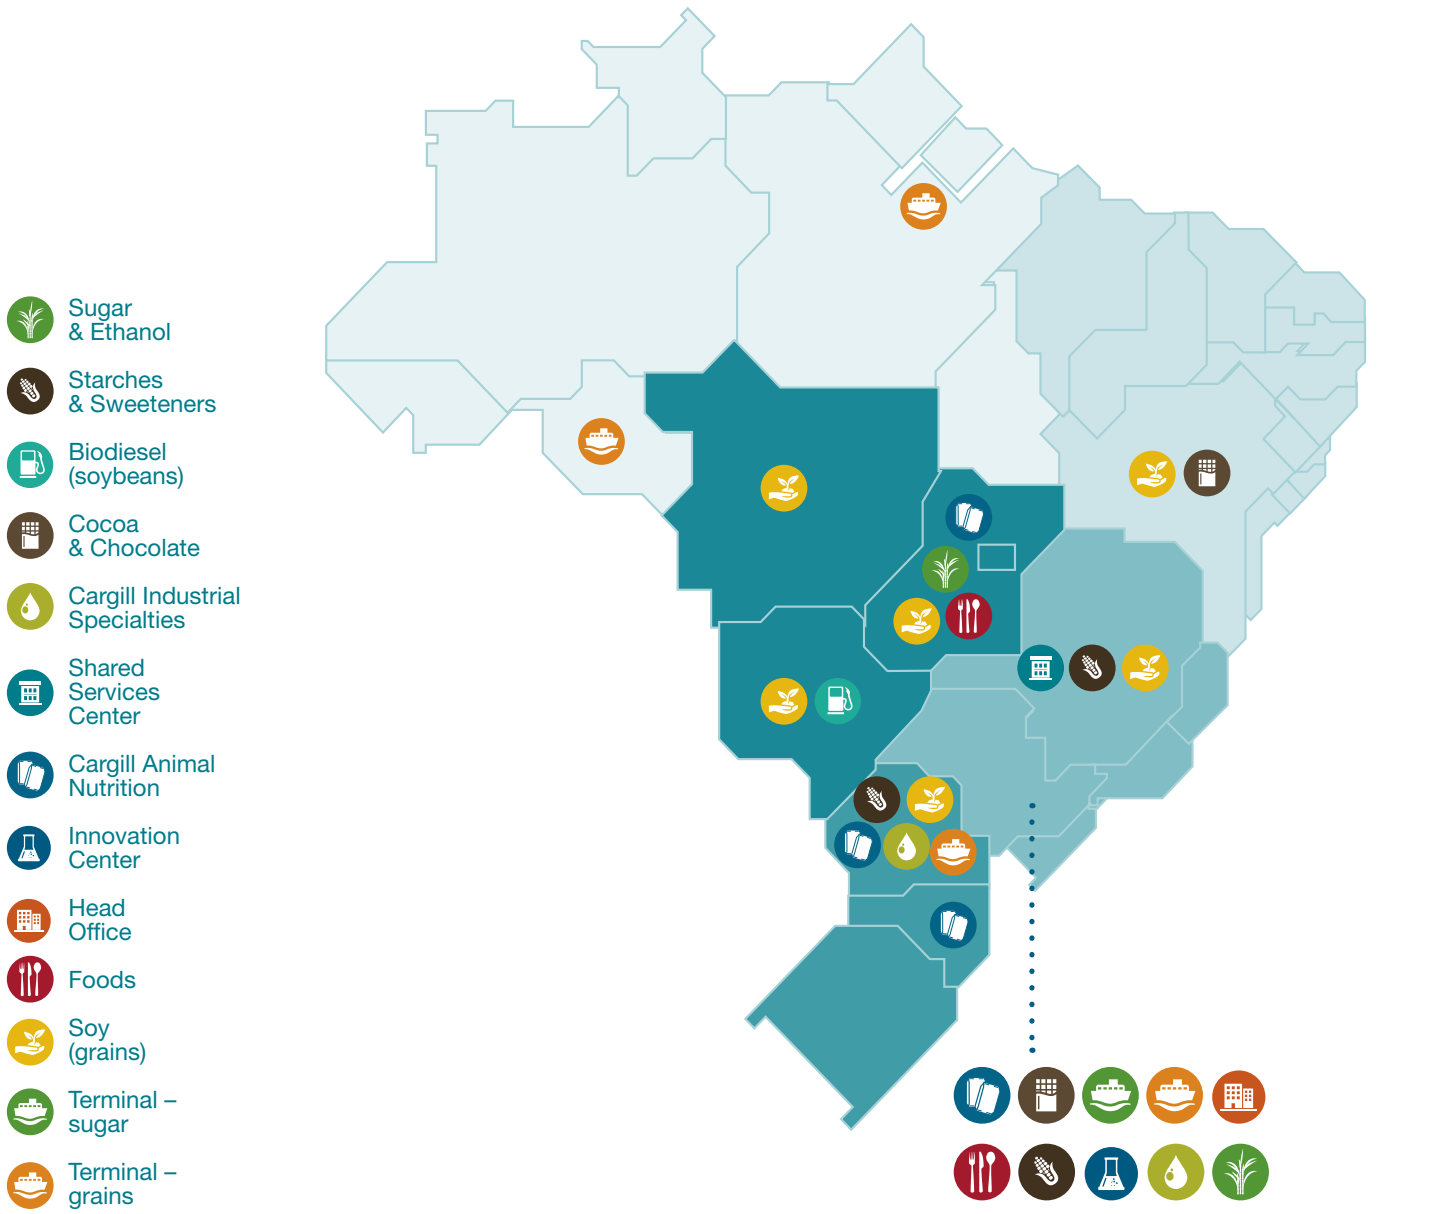 Sugar
& Ethanol
Starches
& Sweeteners
Biodiesel
(soybeans)
Cocoa
& Chocolate
Cargill Industrial
Specialties
Shared
Services
Center
Cargill Animal
Nutrition
Innovation
Center
Head
Office
Foods
Soy
(grains)
Terminal –
sugar
Terminal –
grains